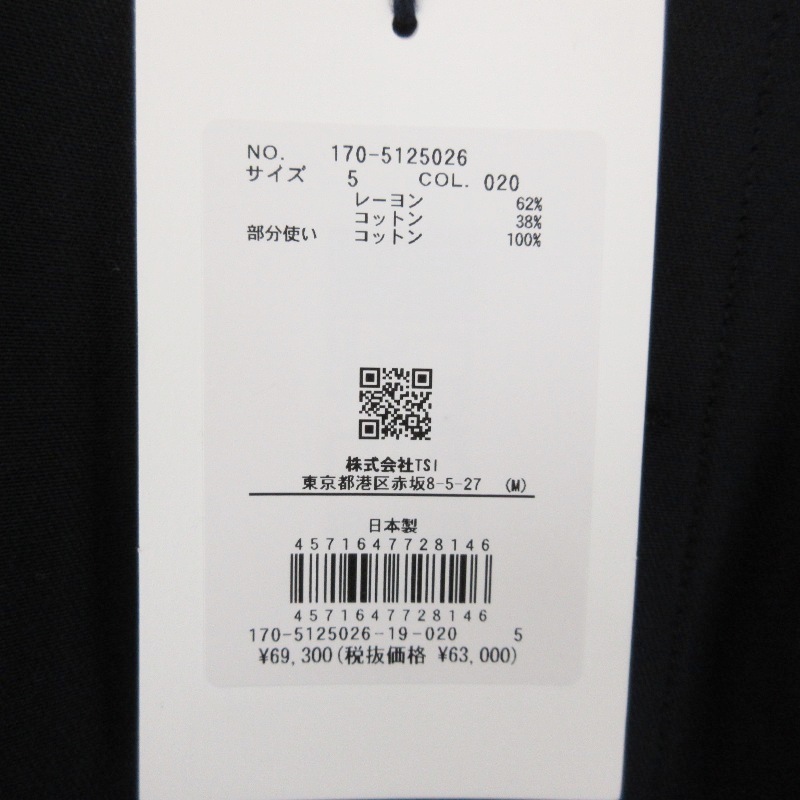 NO. 170-5125026
サイズ 5 COL. 020
レーヨン 62%
コットン 38%
部分使い コットン 100%
株式会社TSI
東京都港区赤坂8-5-27 (M)
日本製
4571647728146
4571647728146
170-5125026-19-020 5
¥69,300(税抜価格 ¥63,000)